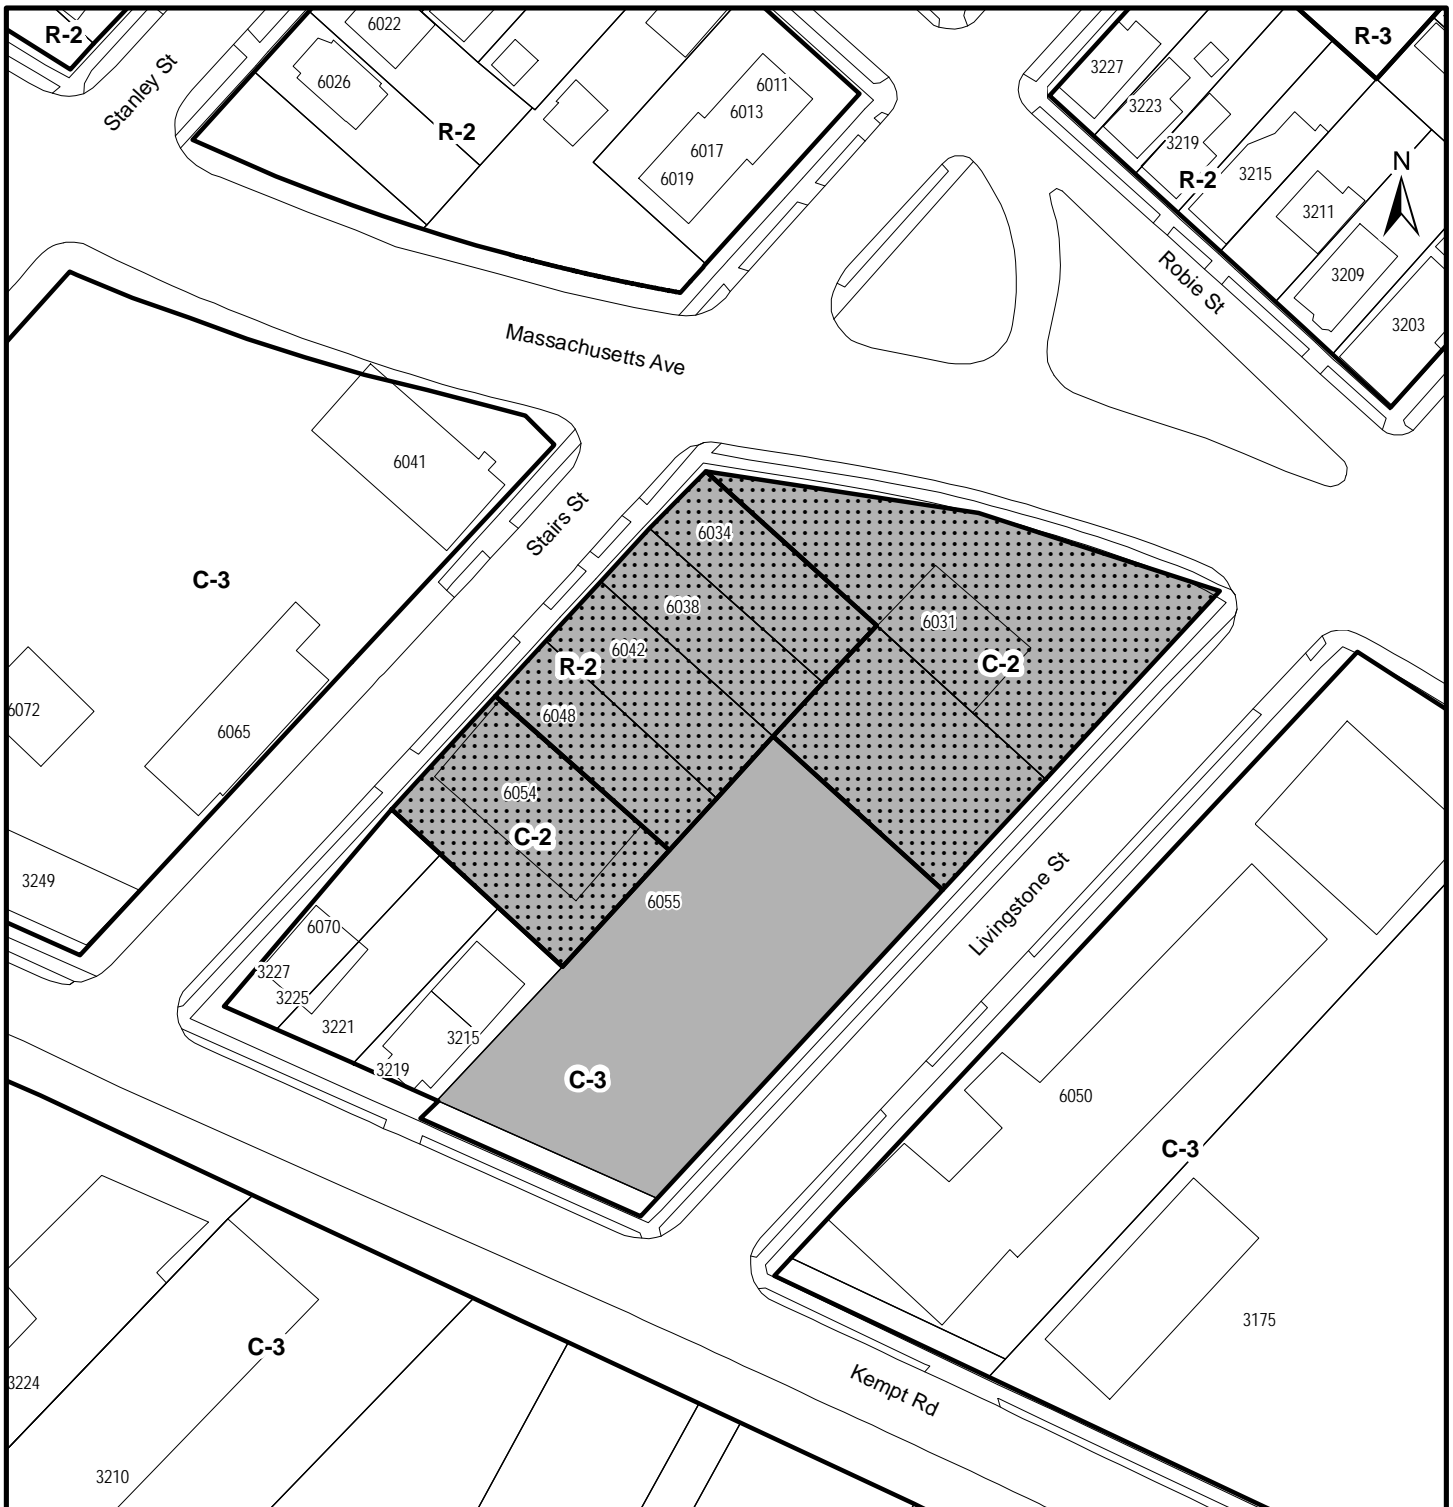 R-2
Stanley St
6022
6026
R-2
6011
6013
6017
6019
R-3
3227
3223
3219
R-2
3215
3211
3209
3203
N
Robie St
Massachusetts Ave
6041
Stairs St
C-3
6034
6038
6042
R-2
6048
6031
C-2
6054
C-2
6072
6065
3249
6055
Livingstone St
6070
3227
3225
3221
3215
3219
C-3
6050
C-3
3175
C-3
3224
3210
Kempt Rd